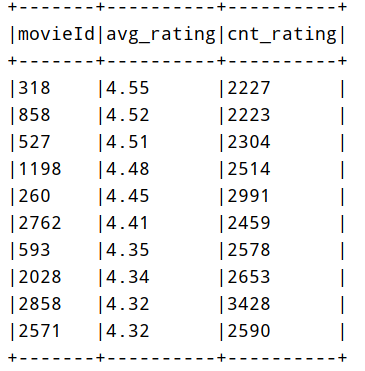 +-------+----------+----------+
|movieId|avg_rating|cnt_rating|
+-------+----------+----------+
|318    |4.55      |2227      |
|858    |4.52      |2223      |
|527    |4.51      |2304      |
|1198   |4.48      |2514      |
|260    |4.45      |2991      |
|2762   |4.41      |2459      |
|593    |4.35      |2578      |
|2028   |4.34      |2653      |
|2858   |4.32      |3428      |
|2571   |4.32      |2590      |
+-------+----------+----------+